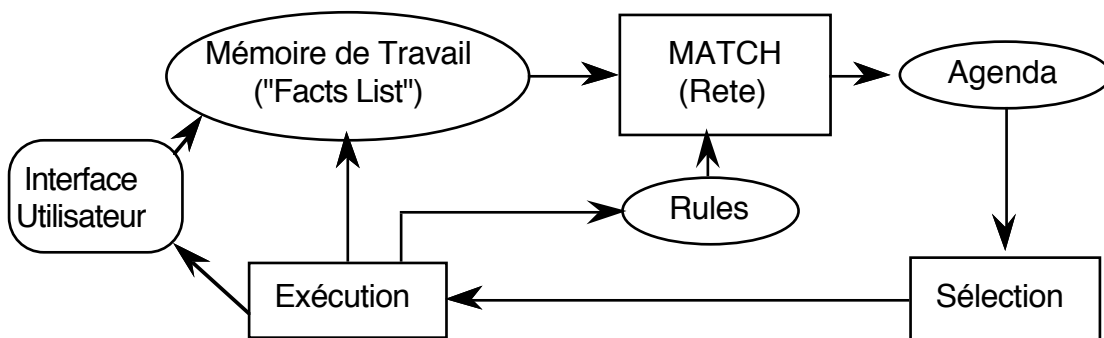 Mémoire de Travail
("Facts List")
MATCH
(Rete)
Agenda
Interface
Utilisateur
Rules
Exécution
Sélection